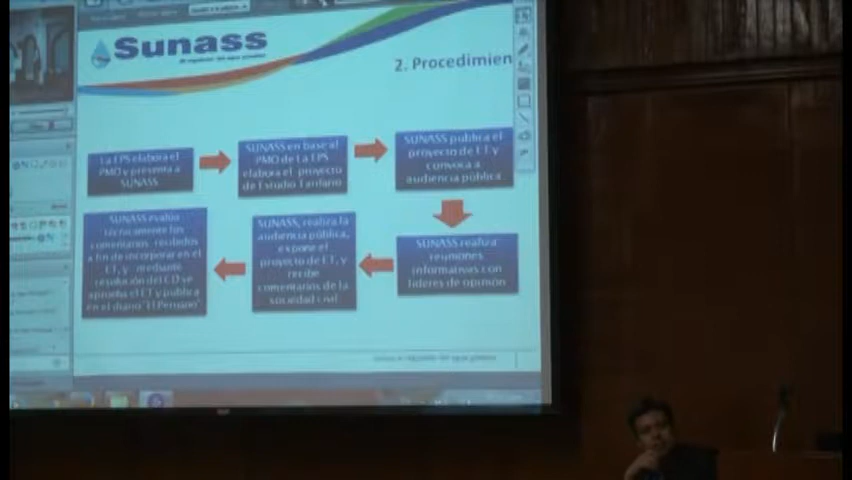 Sunass
2. Procedimien
La EPS elabora el
PMO y presenta a
SUNASS
SUNASS en base al
PMO de La EPS
elabora el proyecto
de Estudio Tarifario
SUNASS publica el
proyecto de ET y
convoca a
audiencia pública
SUNASS realiza
reuniones
informativas con
líderes de opinión
SUNASS, realiza la
audiencia pública,
expone el
proyecto de ET, y
recibe
comentarios de la
sociedad civil
SUNASS evalúa
técnicamente los
comentarios recibidos
a fin de incorporar en el
ET, y mediante
resolución del CD se
aprueba el ET y publica
en el diario "El Peruano"